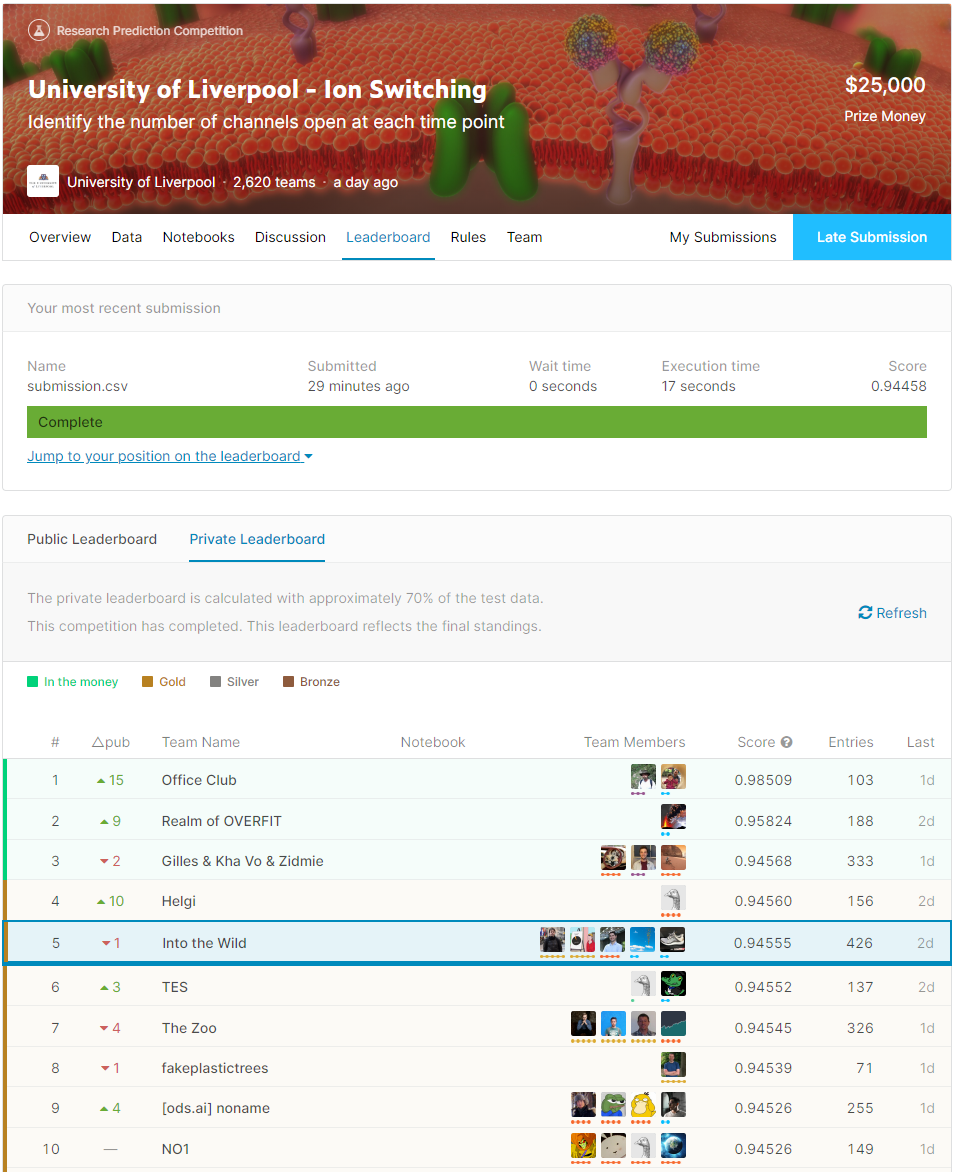 Research Prediction Competition
University of Liverpool - Ion Switching
$25,000
Identify the number of channels open at each time point
Prize Money
University of Liverpool · 2,620 teams · a day ago
Overview Data Notebooks Discussion Leaderboard Rules Team My Submissions Late Submission
Your most recent submission
Name Submitted Wait time Execution time Score
submission.csv 29 minutes ago 0 seconds 17 seconds 0.94458
Complete
Jump to your position on the leaderboard
Public Leaderboard Private Leaderboard
The private leaderboard is calculated with approximately 70% of the test data.
This competition has completed. This leaderboard reflects the final standings.
Refresh
In the money Gold Silver Bronze
# △pub Team Name Notebook Team Members Score Entries Last
1 15 Office Club 0.98509 103 1d
2 9 Realm of OVERFIT 0.95824 188 2d
3 2 Gilles & Kha Vo & Zidmie 0.94568 333 1d
4 10 Helgi 0.94560 156 2d
5 1 Into the Wild 0.94555 426 2d
6 3 TES 0.94552 137 2d
7 4 The Zoo 0.94545 326 1d
8 1 fakeplastictrees 0.94539 71 1d
9 4 [ods.ai] noname 0.94526 255 1d
10 — NO1 0.94526 149 1d